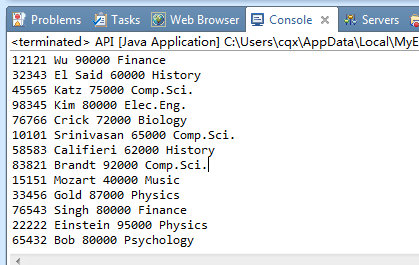 Problems Tasks Web Browser Console Servers
<terminated> API [Java Application] C:\Users\cqx\AppData\Local\MyE
12121 Wu 90000 Finance
32343 El Said 60000 History
45565 Katz 75000 Comp.Sci.
98345 Kim 80000 Elec.Eng.
76766 Crick 72000 Biology
10101 Srinivasan 65000 Comp.Sci.
58583 Califieri 62000 History
83821 Brandt 92000 Comp.Sci.
15151 Mozart 40000 Music
33456 Gold 87000 Physics
76543 Singh 80000 Finance
22222 Einstein 95000 Physics
65432 Bob 80000 Psychology